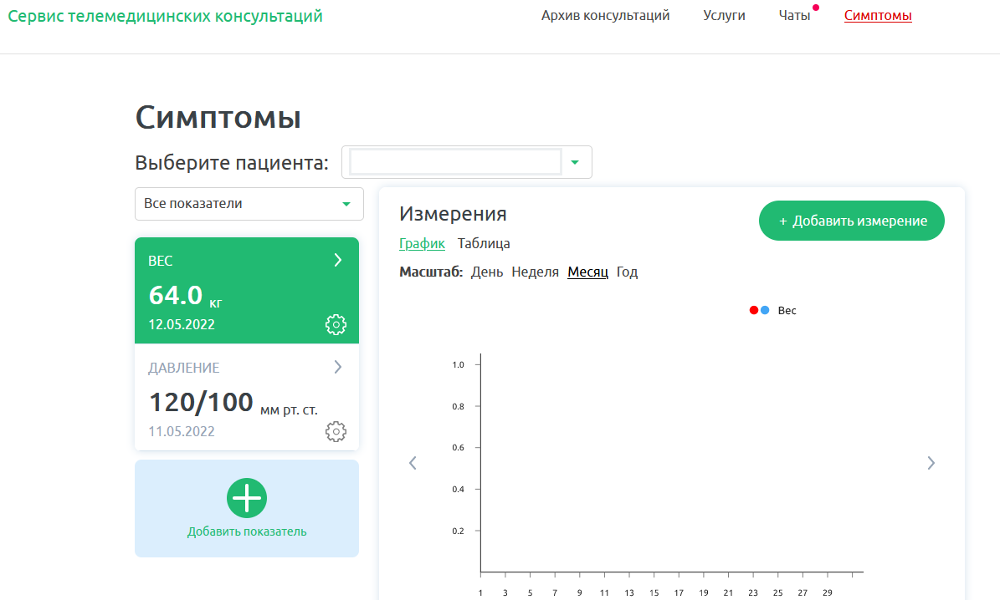 Сервис телемедицинских консультаций
Архив консультаций Услуги Чаты Симптомы
Симптомы
Выберите пациента:
Все показатели
ВЕС
64.0 кг
12.05.2022
ДАВЛЕНИЕ
120/100 мм рт. ст.
11.05.2022
Добавить показатель
Измерения
+ Добавить измерение
График Таблица
Масштаб: День Неделя Месяц Год
Вес
1.0
0.8
0.6
0.4
0.2
1 3 5 7 9 11 13 15 17 19 21 23 25 27 29